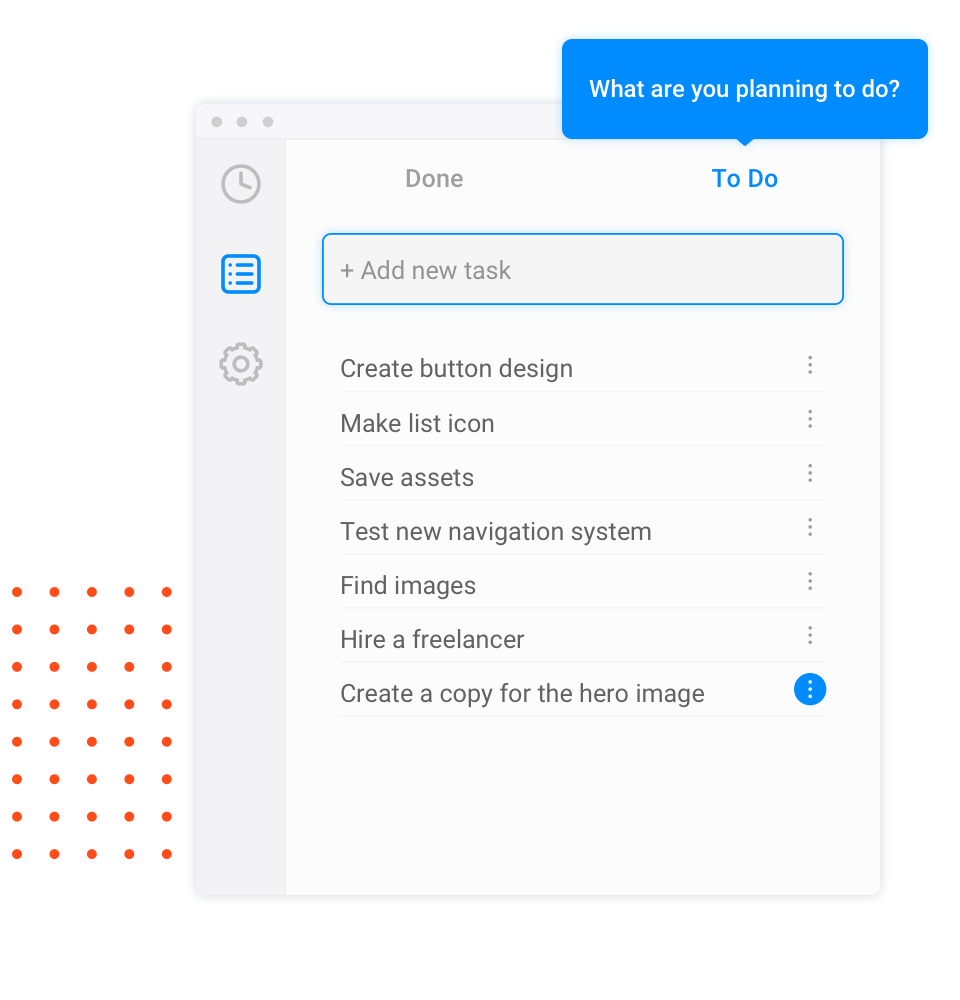 What are you planning to do?
Done
To Do
+ Add new task
Create button design
Make list icon
Save assets
Test new navigation system
Find images
Hire a freelancer
Create a copy for the hero image